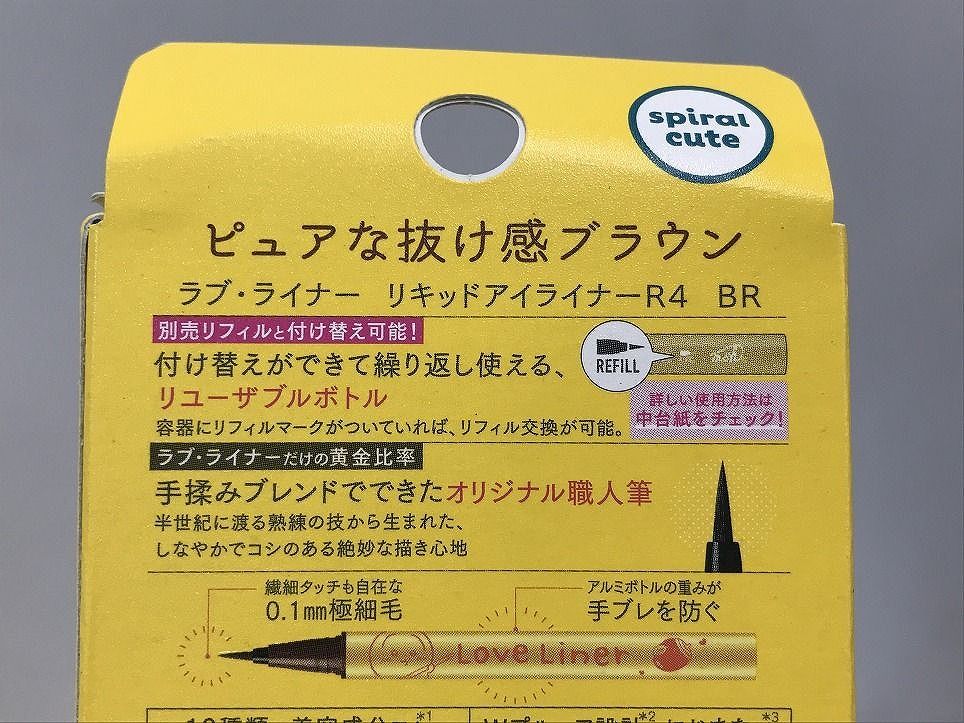 spiral
cute
ピュアな抜け感ブラウン
ラブ・ライナー リキッドアイライナーR4 BR
別売リフィルと付け替え可能!
付け替えができて繰り返し使える、
リユーザブルボトル
容器にリフィルマークがついていれば、リフィル交換が可能。
REFILL
詳しい使用方法は
中台紙をチェック!
ラブ・ライナーだけの黄金比率
手揉みブレンドでできたオリジナル職人筆
半世紀に渡る熟練の技から生まれた、
しなやかでコシのある絶妙な描き心地
繊細タッチも自在な
0.1mm極細毛
アルミボトルの重みが
手ブレを防ぐ
Love Liner